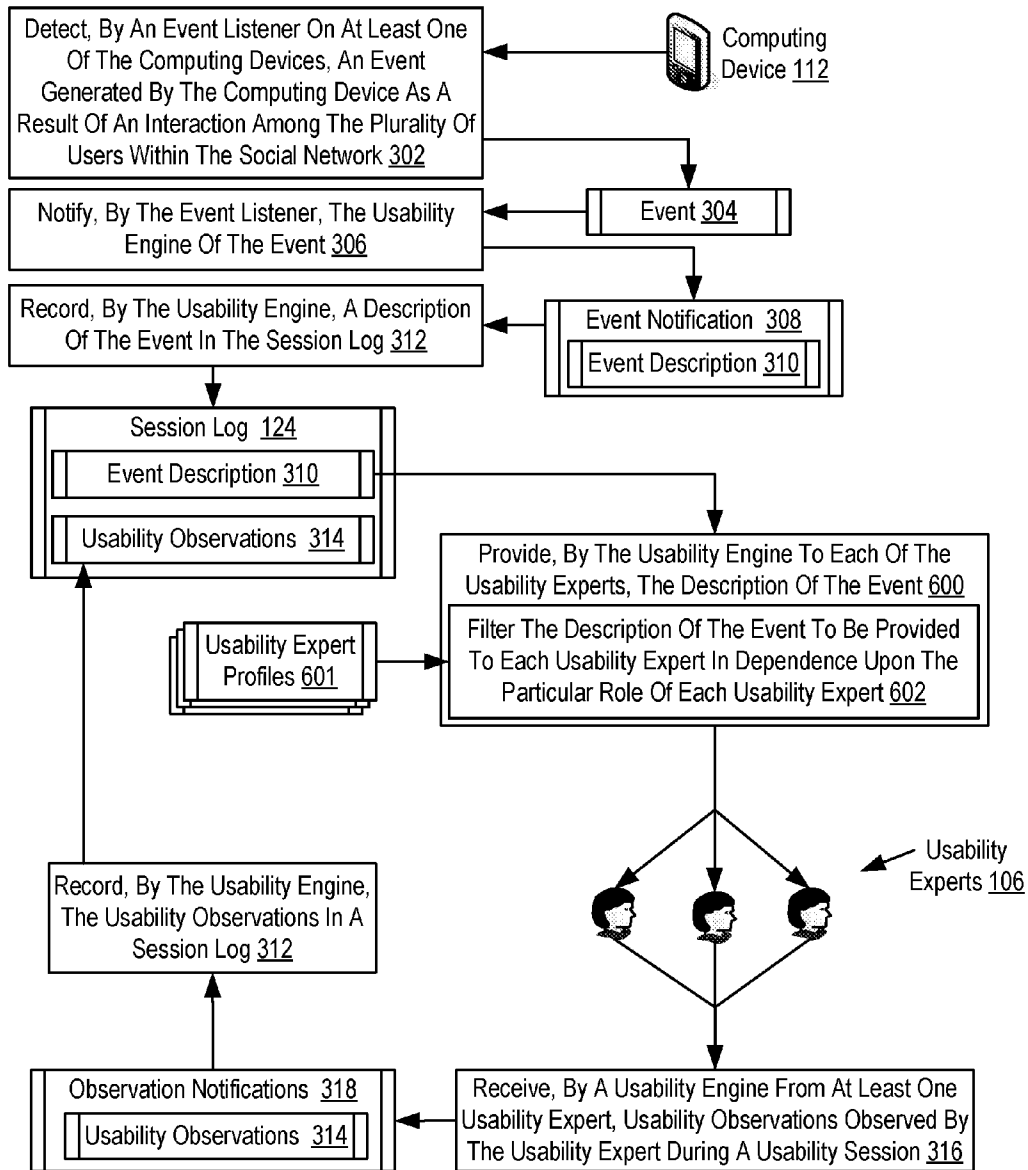 Detect, By An Event Listener On At Least One
Of The Computing Devices, An Event
Generated By The Computing Device As A
Result Of An Interaction Among The Plurality Of
Users Within The Social Network 302
Computing
Device 112
Notify, By The Event Listener, The Usability
Engine Of The Event 306
Event 304
Record, By The Usability Engine, A Description
Of The Event In The Session Log 312
Event Notification 308
Event Description 310
Session Log 124
Event Description 310
Usability Observations 314
Provide, By The Usability Engine To Each Of The
Usability Experts, The Description Of The Event 600
Filter The Description Of The Event To Be Provided
To Each Usability Expert In Dependence Upon The
Particular Role Of Each Usability Expert 602
Usability Expert
Profiles 601
Usability
Experts 106
Record, By The Usability Engine,
The Usability Observations In A
Session Log 312
Observation Notifications 318
Usability Observations 314
Receive, By A Usability Engine From At Least One
Usability Expert, Usability Observations Observed By
The Usability Expert During A Usability Session 316